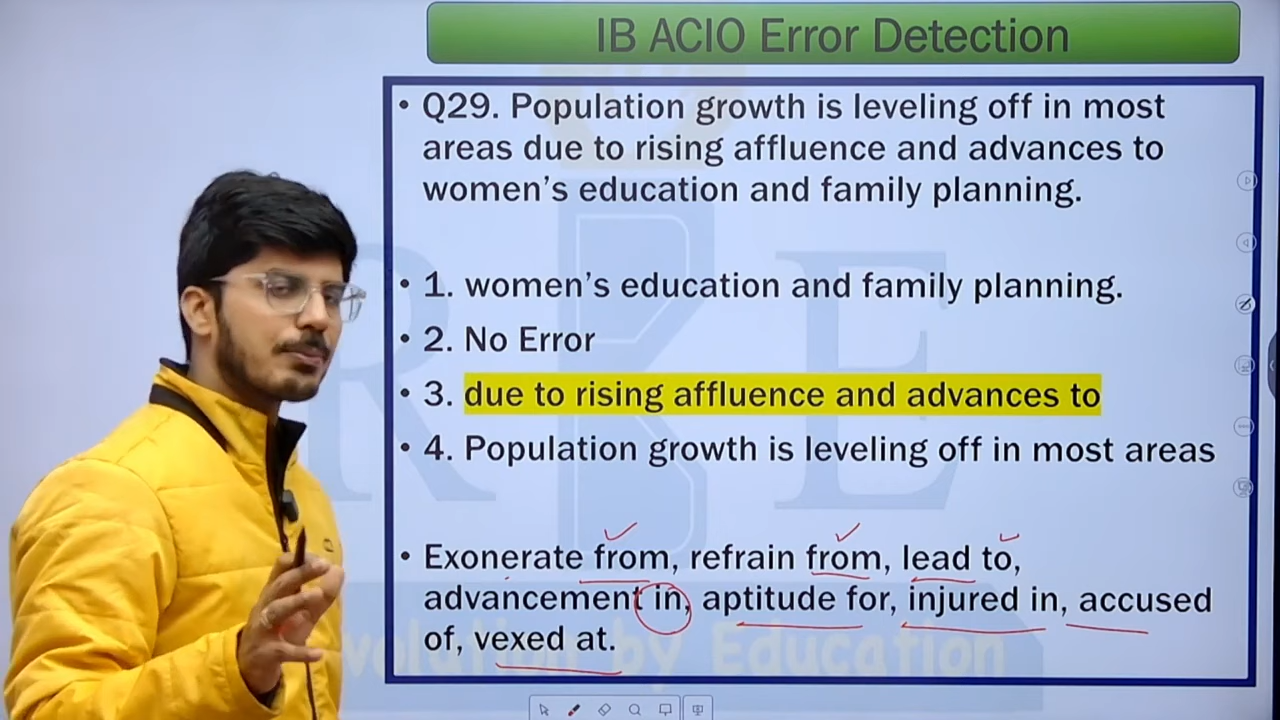 IB ACIO Error Detection
• Q29. Population growth is leveling off in most
areas due to rising affluence and advances to
women's education and family planning.
• 1. women's education and family planning.
• 2. No Error
• 3. due to rising affluence and advances to
• 4. Population growth is leveling off in most areas
• Exonerate from, refrain from, lead to,
advancement in, aptitude for, injured in, accused
of, vexed at.
R K E
volution by Education